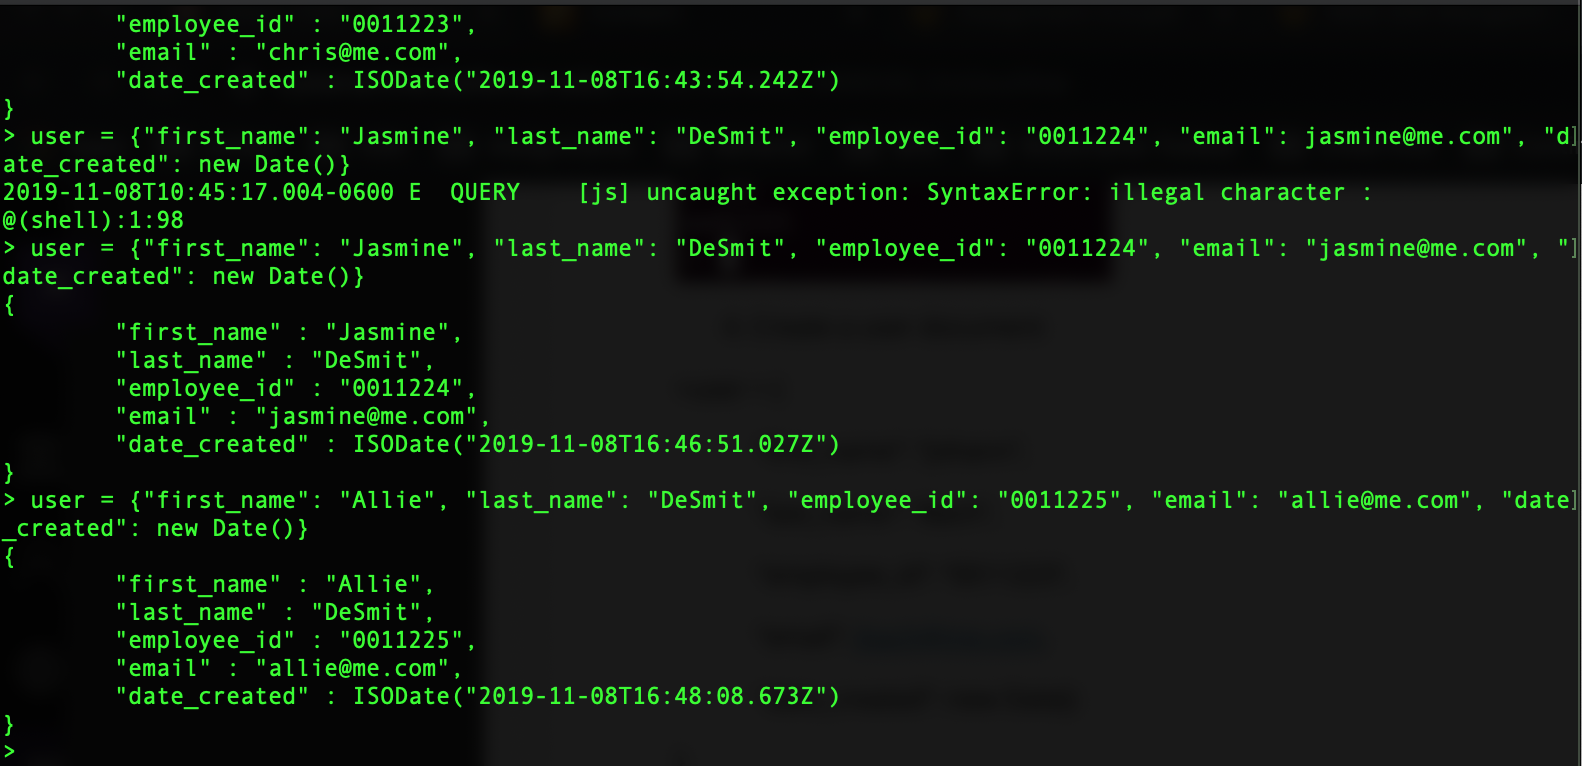 "employee_id" : "0011223",
"email" : "chris@me.com",
"date_created" : ISODate("2019-11-08T16:43:54.242Z")
}
> user = {"first_name": "Jasmine", "last_name": "DeSmit", "employee_id": "0011224", "email": jasmine@me.com", "d
ate_created": new Date()}
2019-11-08T10:45:17.004-0600 E  QUERY    [js] uncaught exception: SyntaxError: illegal character :
@(shell):1:98
> user = {"first_name": "Jasmine", "last_name": "DeSmit", "employee_id": "0011224", "email": "jasmine@me.com", "
date_created": new Date()}
{
"first_name" : "Jasmine",
"last_name" : "DeSmit",
"employee_id" : "0011224",
"email" : "jasmine@me.com",
"date_created" : ISODate("2019-11-08T16:46:51.027Z")
}
> user = {"first_name": "Allie", "last_name": "DeSmit", "employee_id": "0011225", "email": "allie@me.com", "date
_created": new Date()}
{
"first_name" : "Allie",
"last_name" : "DeSmit",
"employee_id" : "0011225",
"email" : "allie@me.com",
"date_created" : ISODate("2019-11-08T16:48:08.673Z")
}
>